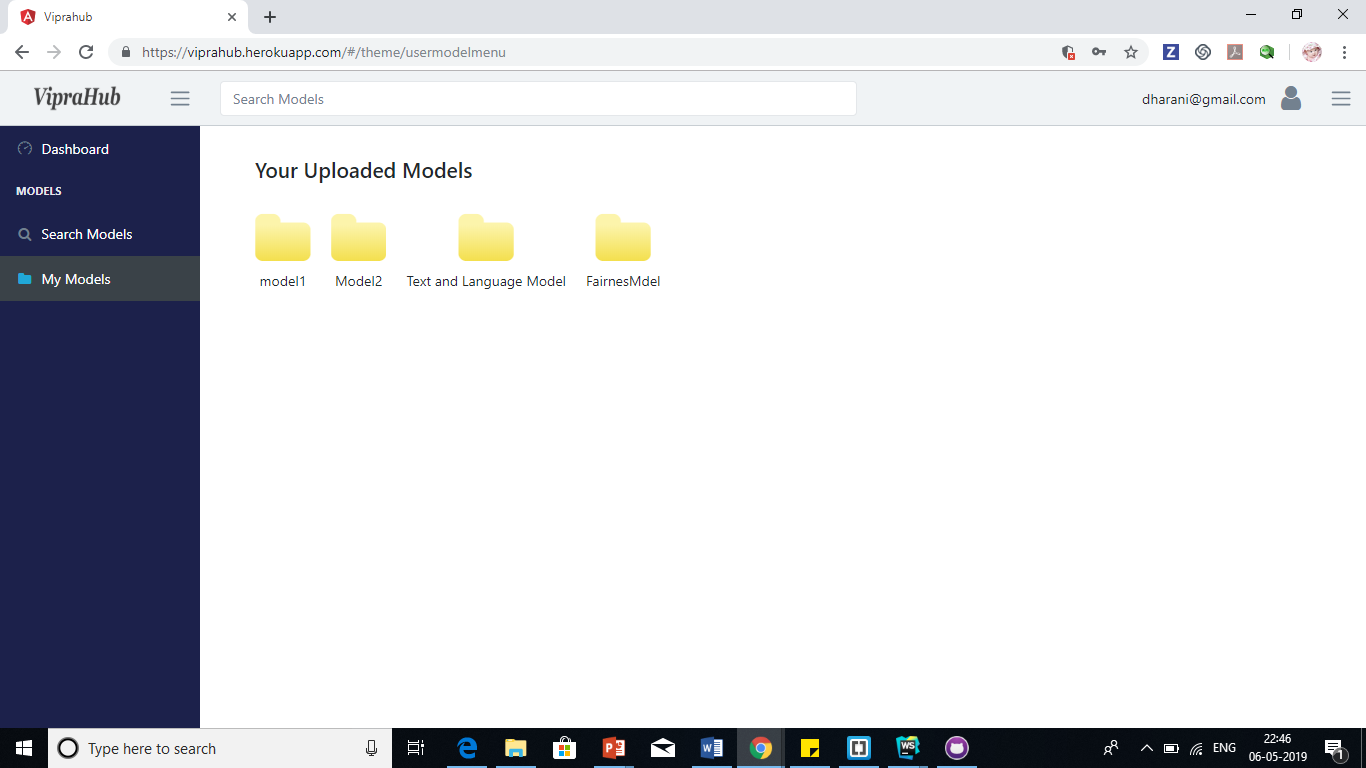 Viprahub
https://viprahub.herokuapp.com/#/theme/usermodelmenu
VipraHub
Search Models
dharani@gmail.com
Dashboard
MODELS
Search Models
My Models
Your Uploaded Models
model1
Model2
Text and Language Model
FairnesMdel
Type here to search
ENG
22:46
06-05-2019
1